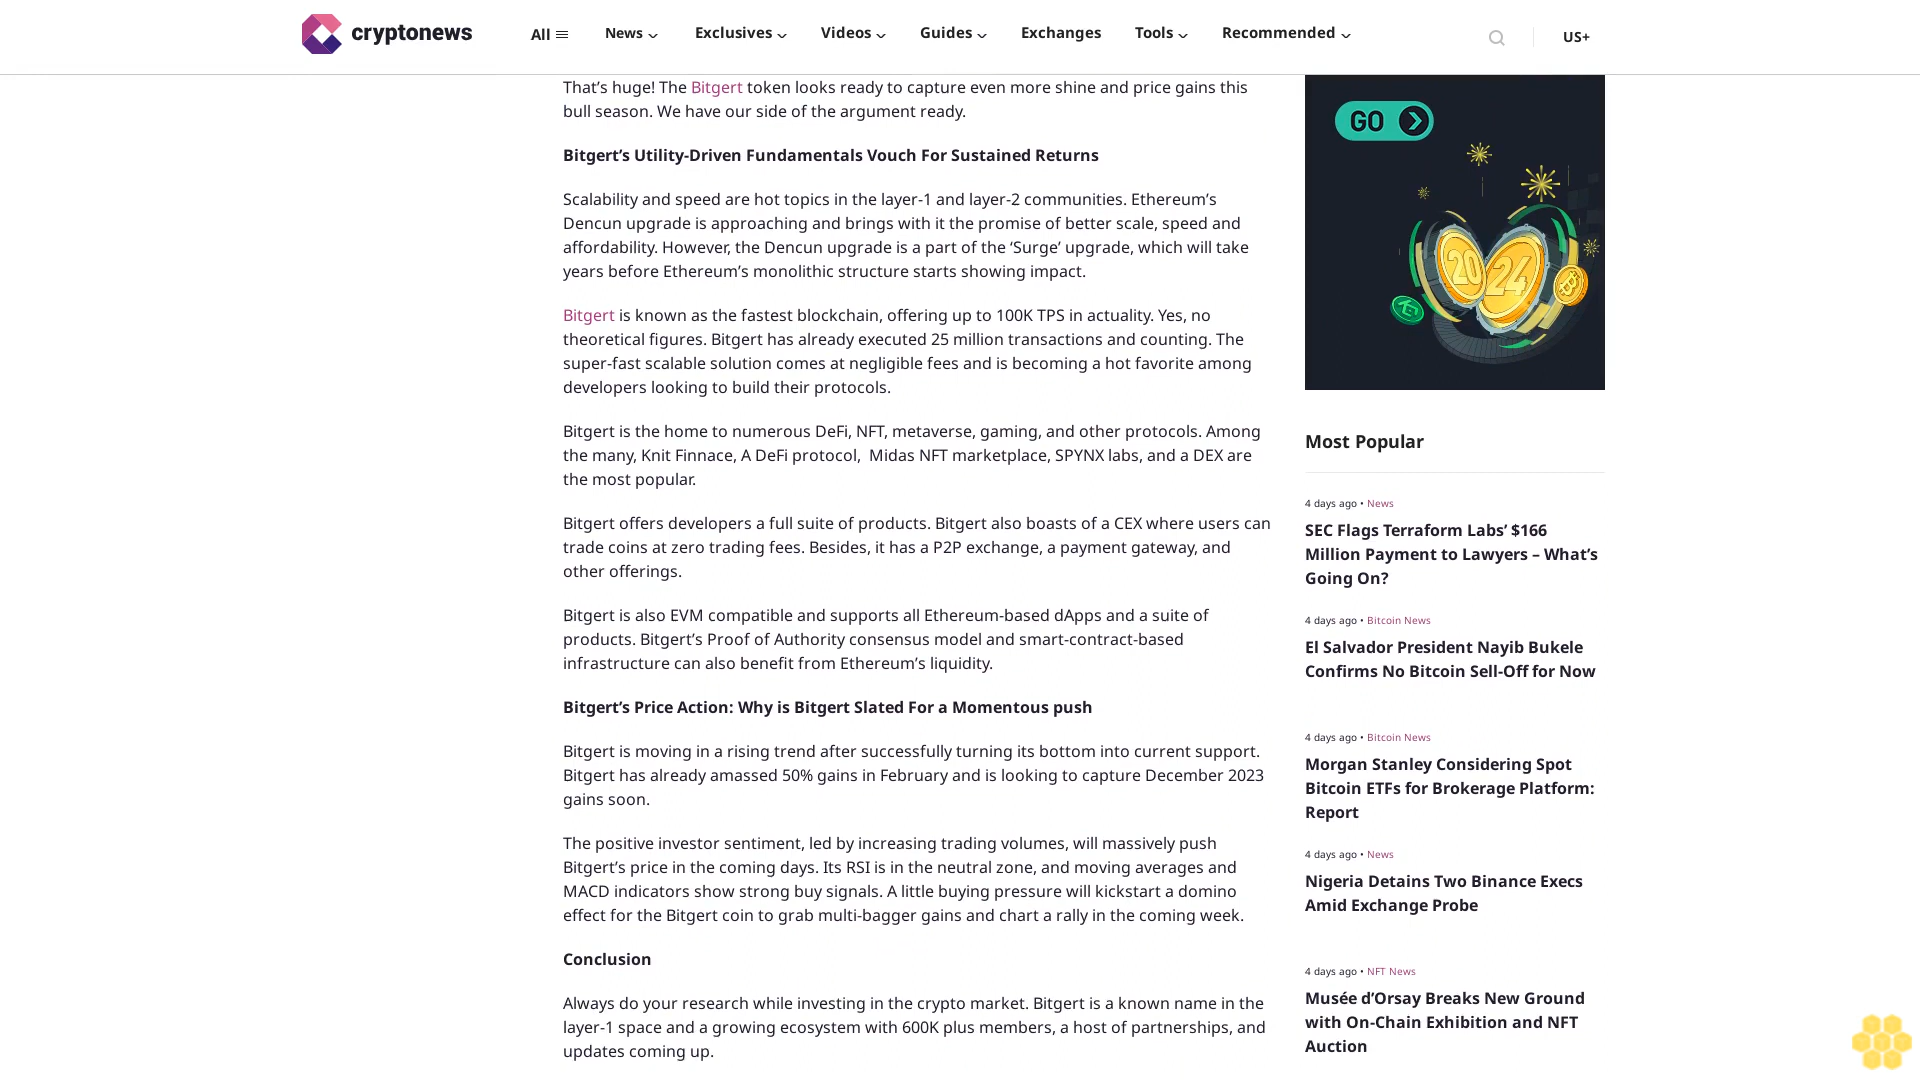 cryptonews
All
News
Exclusives
Videos
Guides
Exchanges
Tools
Recommended
US+
That’s huge! The Bitgert token looks ready to capture even more shine and price gains this
bull season. We have our side of the argument ready.
Bitgert’s Utility-Driven Fundamentals Vouch For Sustained Returns
Scalability and speed are hot topics in the layer-1 and layer-2 communities. Ethereum’s
Dencun upgrade is approaching and brings with it the promise of better scale, speed and
affordability. However, the Dencun upgrade is a part of the ‘Surge’ upgrade, which will take
years before Ethereum’s monolithic structure starts showing impact.
Bitgert is known as the fastest blockchain, offering up to 100K TPS in actuality. Yes, no
theoretical figures. Bitgert has already executed 25 million transactions and counting. The
super-fast scalable solution comes at negligible fees and is becoming a hot favorite among
developers looking to build their protocols.
Bitgert is the home to numerous DeFi, NFT, metaverse, gaming, and other protocols. Among
the many, Knit Finnace, A DeFi protocol,  Midas NFT marketplace, SPYNX labs, and a DEX are
the most popular.
Bitgert offers developers a full suite of products. Bitgert also boasts of a CEX where users can
trade coins at zero trading fees. Besides, it has a P2P exchange, a payment gateway, and
other offerings.
Bitgert is also EVM compatible and supports all Ethereum-based dApps and a suite of
products. Bitgert’s Proof of Authority consensus model and smart-contract-based
infrastructure can also benefit from Ethereum’s liquidity.
Bitgert’s Price Action: Why is Bitgert Slated For a Momentous push
Bitgert is moving in a rising trend after successfully turning its bottom into current support.
Bitgert has already amassed 50% gains in February and is looking to capture December 2023
gains soon.
The positive investor sentiment, led by increasing trading volumes, will massively push
Bitgert’s price in the coming days. Its RSI is in the neutral zone, and moving averages and
MACD indicators show strong buy signals. A little buying pressure will kickstart a domino
effect for the Bitgert coin to grab multi-bagger gains and chart a rally in the coming week.
Conclusion
Always do your research while investing in the crypto market. Bitgert is a known name in the
layer-1 space and a growing ecosystem with 600K plus members, a host of partnerships, and
updates coming up.
GO
20 24
Most Popular
4 days ago • News
SEC Flags Terraform Labs’ $166
Million Payment to Lawyers – What’s
Going On?
4 days ago • Bitcoin News
El Salvador President Nayib Bukele
Confirms No Bitcoin Sell-Off for Now
4 days ago • Bitcoin News
Morgan Stanley Considering Spot
Bitcoin ETFs for Brokerage Platform:
Report
4 days ago • News
Nigeria Detains Two Binance Execs
Amid Exchange Probe
4 days ago • NFT News
Musée d’Orsay Breaks New Ground
with On-Chain Exhibition and NFT
Auction